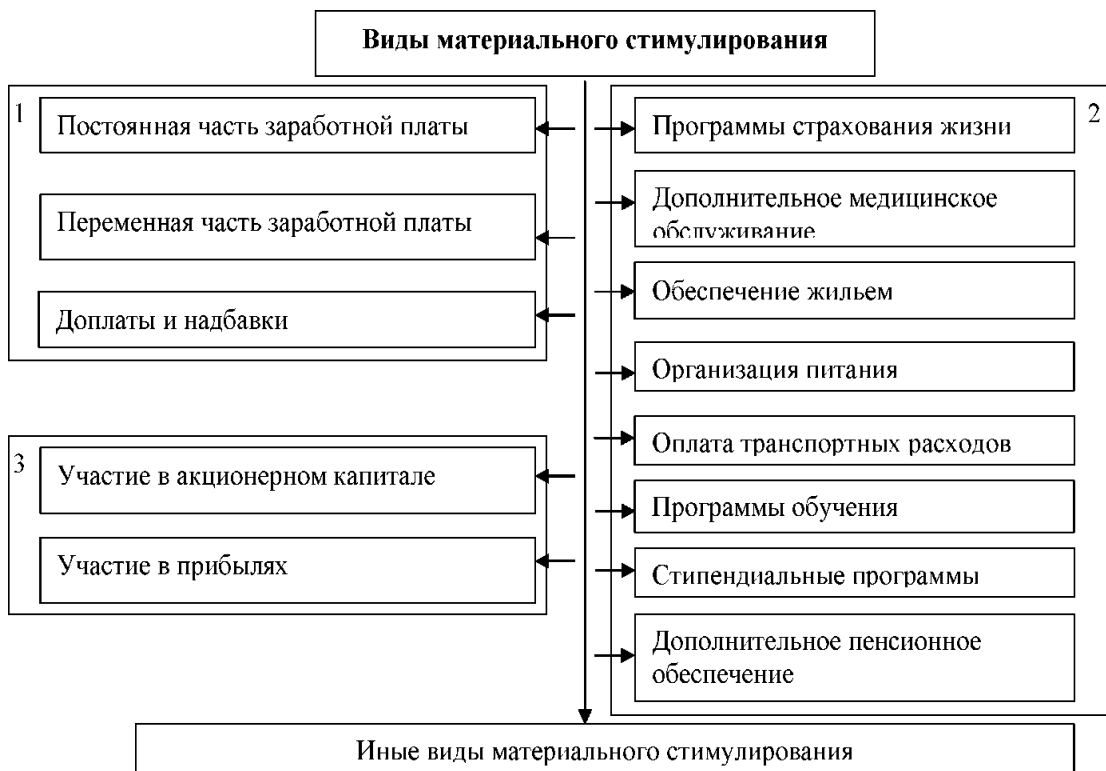 Виды материального стимулирования
1
Постоянная часть заработной платы
Переменная часть заработной платы
Доплаты и надбавки
2
Программы страхования жизни
Дополнительное медицинское
обслуживание
Обеспечение жильем
Организация питания
Оплата транспортных расходов
Программы обучения
Стипендиальные программы
Дополнительное пенсионное
обеспечение
3
Участие в акционерном капитале
Участие в прибылях
Иные виды материального стимулирования